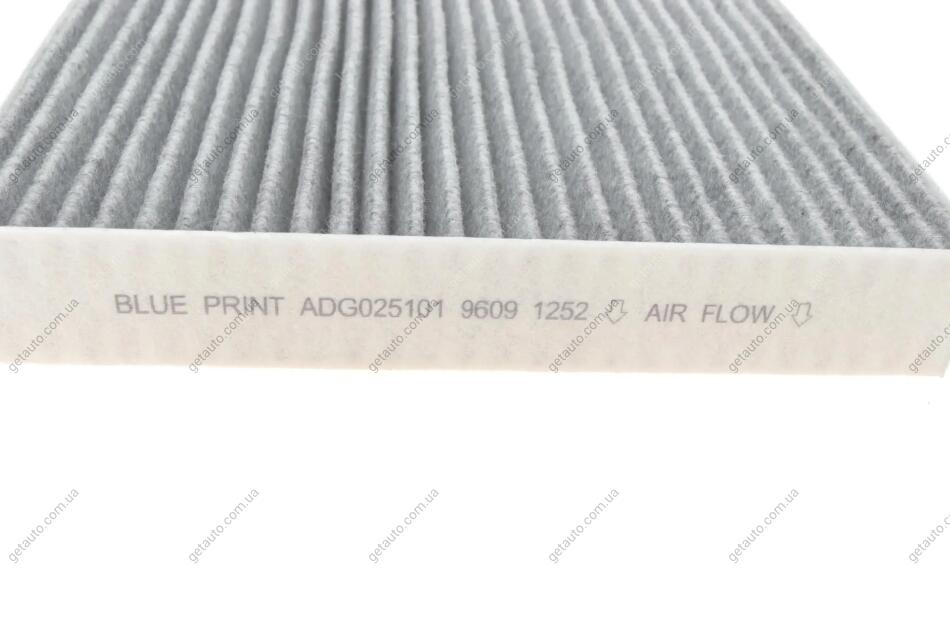 BLUE PRINT ADG025101 9609 1252 ⇩ AIR FLOW ⇩
getauto.com.ua